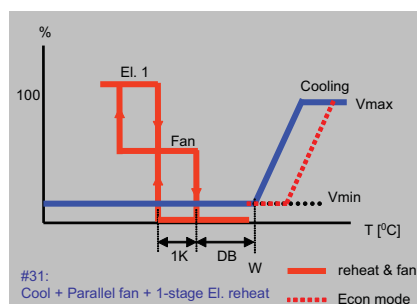 %
El. 1
Cooling
100
Vmax
Fan
Vmin
T [⁰C]
1K
DB
W
#31:
Cool + Parallel fan + 1-stage El. reheat
reheat & fan
Econ mode